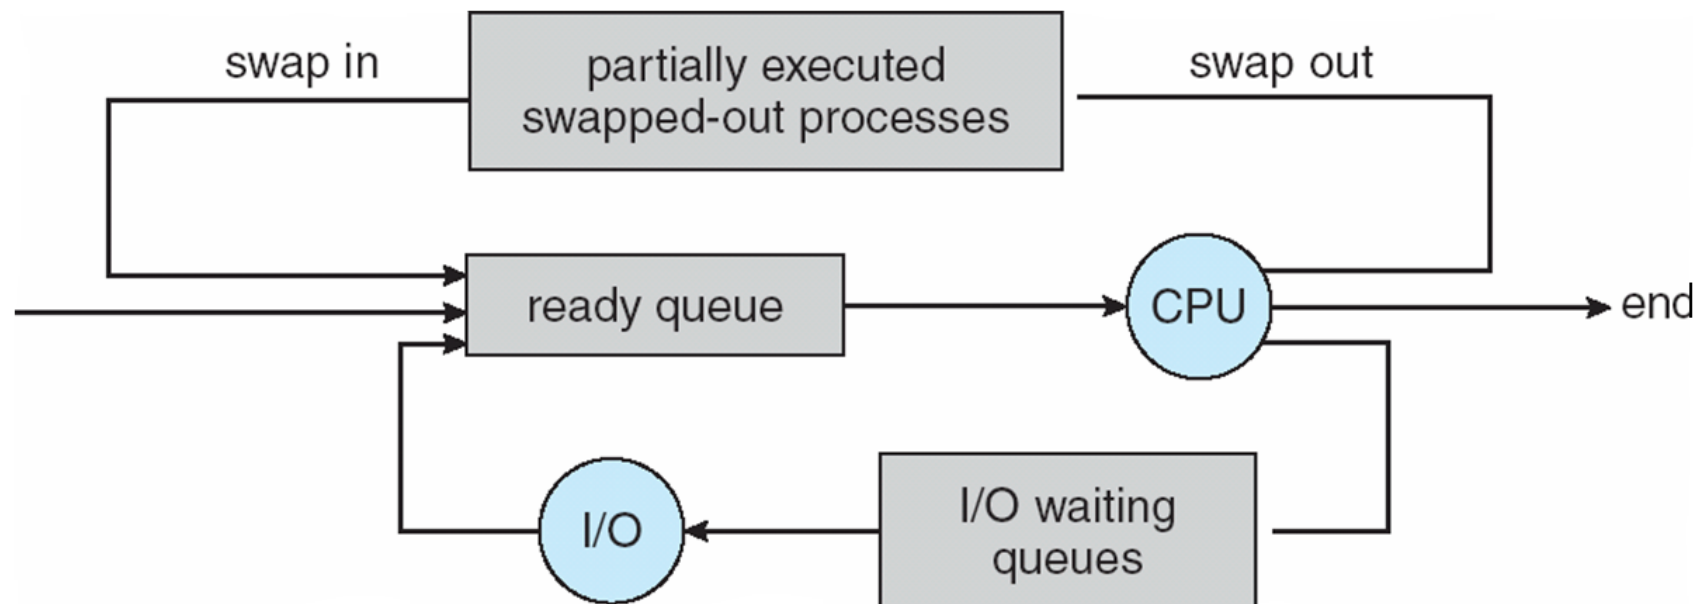 swap in
partially executed
swapped-out processes
swap out
ready queue
CPU
end
I/O
I/O waiting
queues